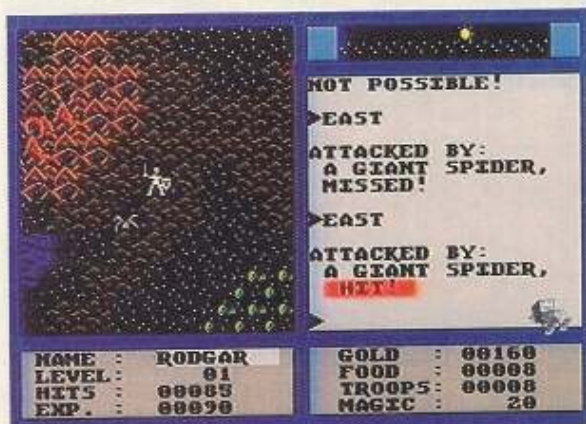 NOT POSSIBLE!
EAST
ATTACKED BY:
A GIANT SPIDER,
MISSED!
EAST
ATTACKED BY:
A GIANT SPIDER,
HIT!
NAME : RODGAR
LEVEL: 01
HITS : 00085
EXP. : 00090
GOLD : 00160
FOOD : 00008
TROOPS: 00008
MAGIC : 20